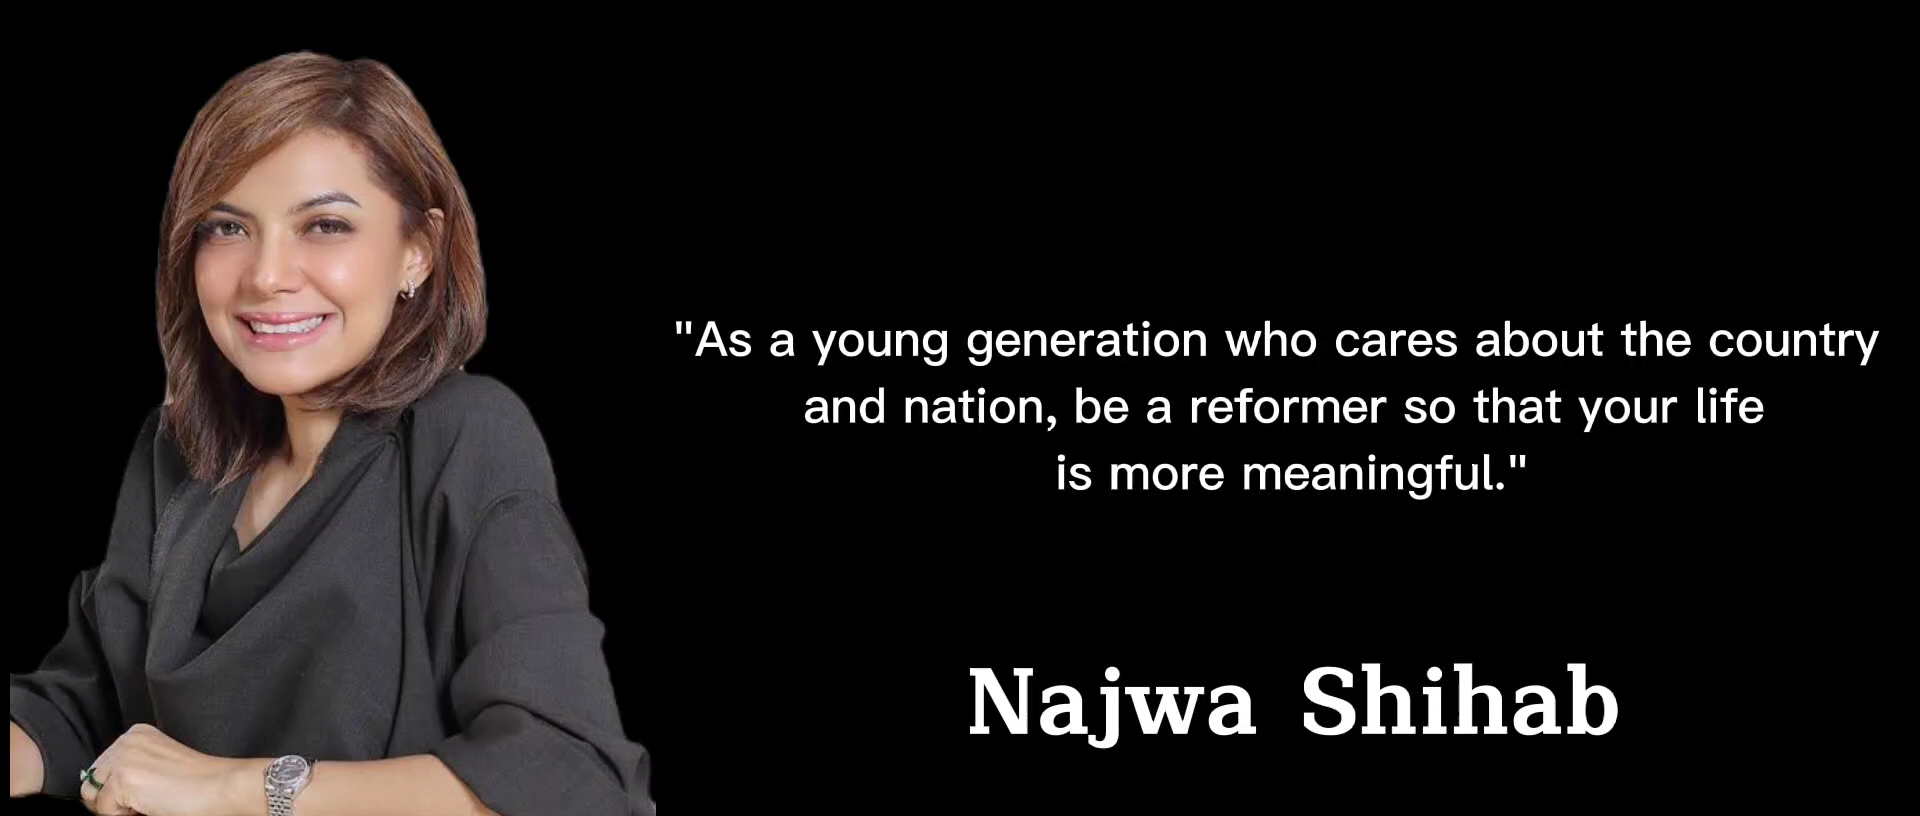 "As a young generation who cares about the country
and nation, be a reformer so that your life
is more meaningful."
Najwa Shihab